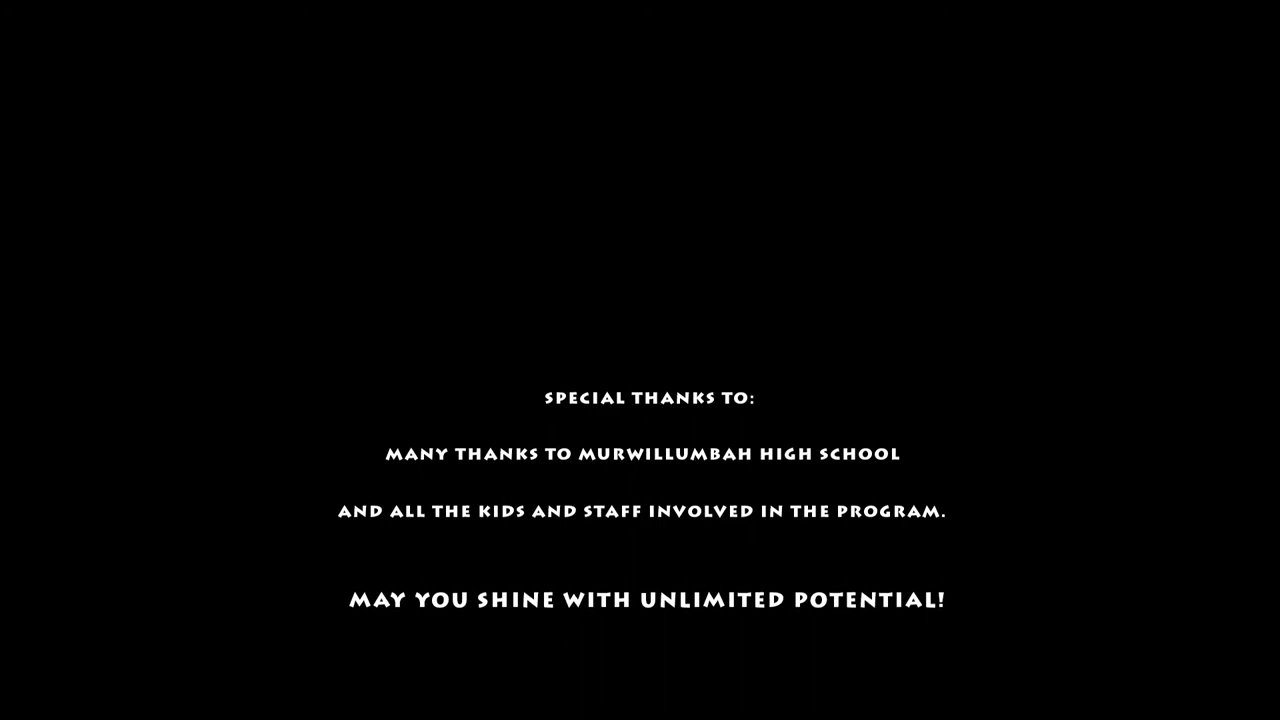 SPECIAL THANKS TO:
MANY THANKS TO MURWILLUMBAH HIGH SCHOOL
AND ALL THE KIDS AND STAFF INVOLVED IN THE PROGRAM.
MAY YOU SHINE WITH UNLIMITED POTENTIAL!